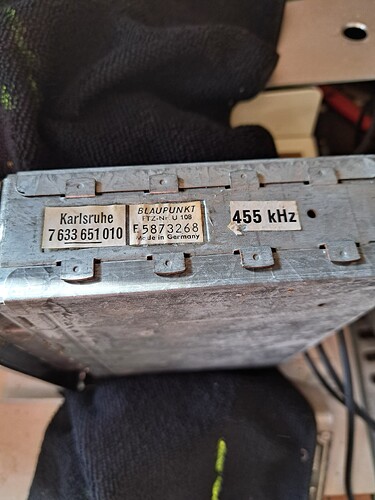 Karlsruhe
7 633 651 010
BLAUPUNKT
FTZ-Nr. U 108
E 5873268
Made in Germany
455 kHz